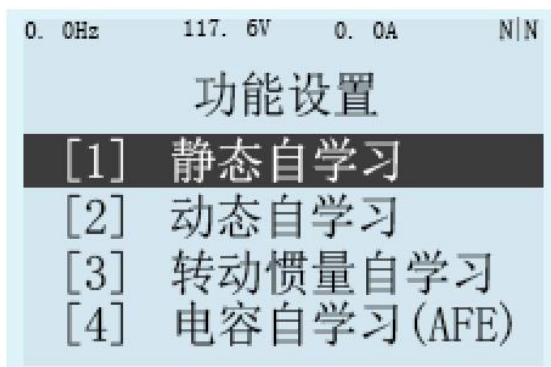 0. 0Hz 117. 6V 0. 0A N|N
功能设置
[1] 静态自学习
[2] 动态自学习
[3] 转动惯量自学习
[4] 电容自学习(AFE)